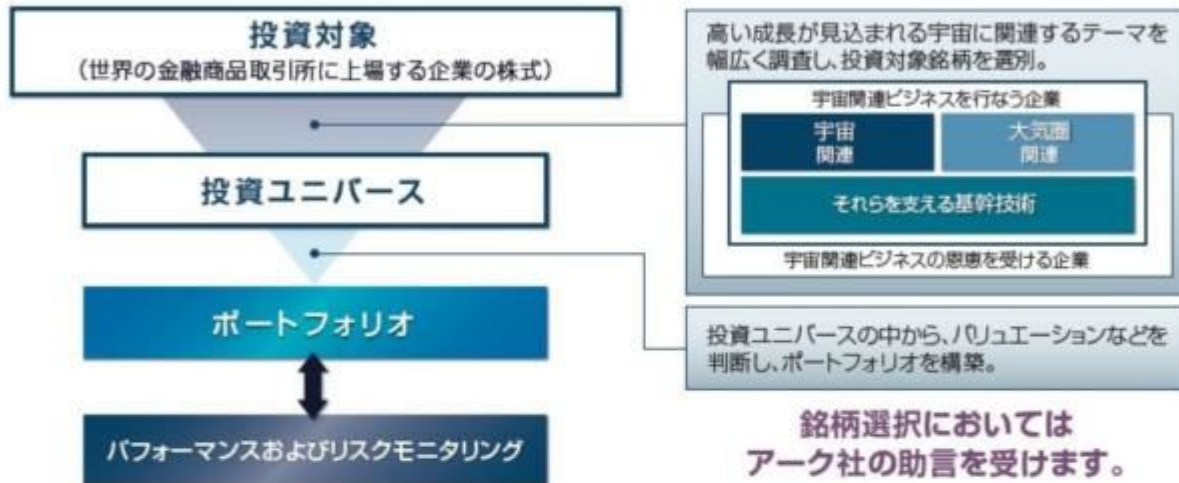 投資対象
（世界の金融商品取引所に上場する企業の株式）
投資ユニバース
ポートフォリオ
パフォーマンスおよびリスクモニタリング
高い成長が見込まれる宇宙に関連するテーマを
幅広く調査し、投資対象銘柄を選別。
宇宙関連ビジネスを行なう企業
宇宙
関連
大気圏
関連
それらを支える基幹技術
宇宙関連ビジネスの恩恵を受ける企業
投資ユニバースの中から、バリュエーションなどを
判断し、ポートフォリオを構築。
銘柄選択においては
アーク社の助言を受けます。